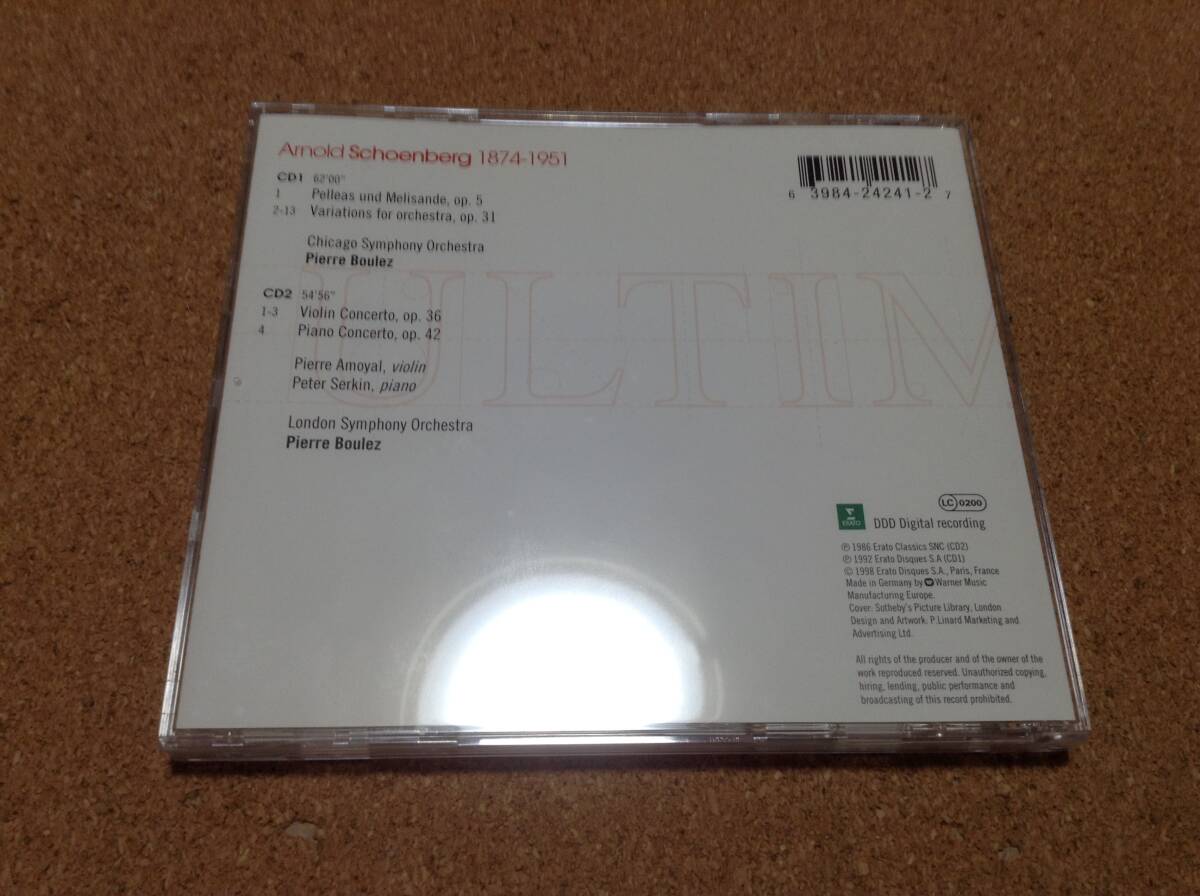 Arnold Schoenberg 1874-1951
CD1 62'00"
1 Pelleas und Melisande, op. 5
2-13 Variations for orchestra, op. 31
Chicago Symphony Orchestra
Pierre Boulez
CD2 54'56"
1-3 Violin Concerto, op. 36
4 Piano Concerto, op. 42
Pierre Amoyal, violin
Peter Serkin, piano
London Symphony Orchestra
Pierre Boulez
6 3984-24241-2 7
ULTIM
LC 0200
ERATO
DDD Digital recording
℗ 1986 Erato Classics SNC (CD2)
℗ 1992 Erato Disques S.A (CD1)
© 1998 Erato Disques S.A., Paris, France
Made in Germany by Warner Music
Manufacturing Europe.
Cover: Sotheby's Picture Library, London
Design and Artwork: P.Linard Marketing and
Advertising Ltd.
All rights of the producer and of the owner of the
work reproduced reserved. Unauthorized copying,
hiring, lending, public performance and
broadcasting of this record prohibited.